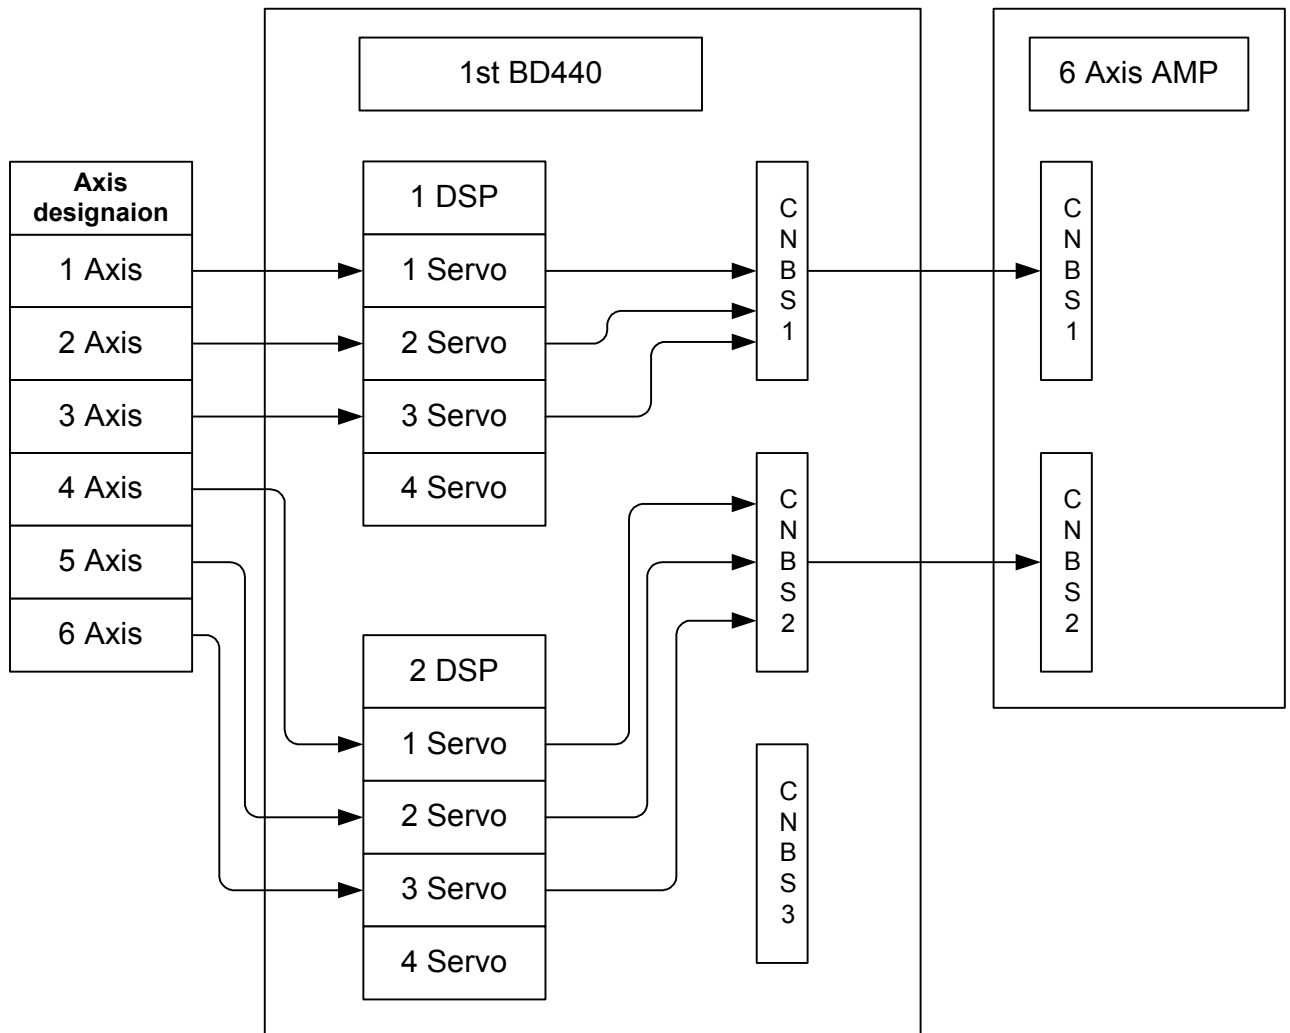 1st BD440
6 Axis AMP
Axis
designaion
1 Axis
2 Axis
3 Axis
4 Axis
5 Axis
6 Axis
1 DSP
1 Servo
2 Servo
3 Servo
4 Servo
2 DSP
1 Servo
2 Servo
3 Servo
4 Servo
C
N
B
S
1
C
N
B
S
2
C
N
B
S
3
C
N
B
S
1
C
N
B
S
2